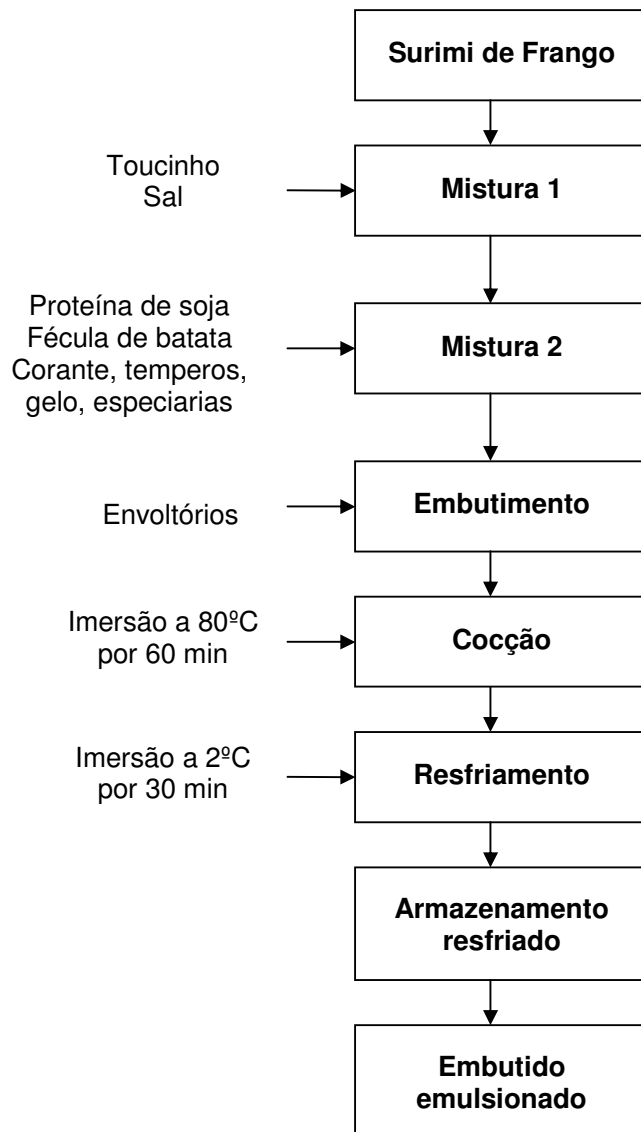 Surimi de Frango
Toucinho
Sal
Mistura 1
Proteína de soja
Fécula de batata
Corante, temperos,
gelo, especiarias
Mistura 2
Envoltórios
Embutimento
Imersão a 80ºC
por 60 min
Cocção
Imersão a 2ºC
por 30 min
Resfriamento
Armazenamento
resfriado
Embutido
emulsionado